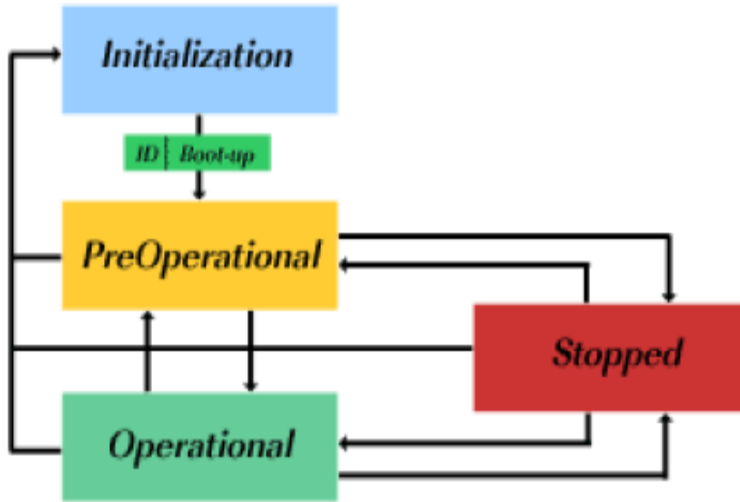 Initialization
ID Boot-up
PreOperational
Stopped
Operational